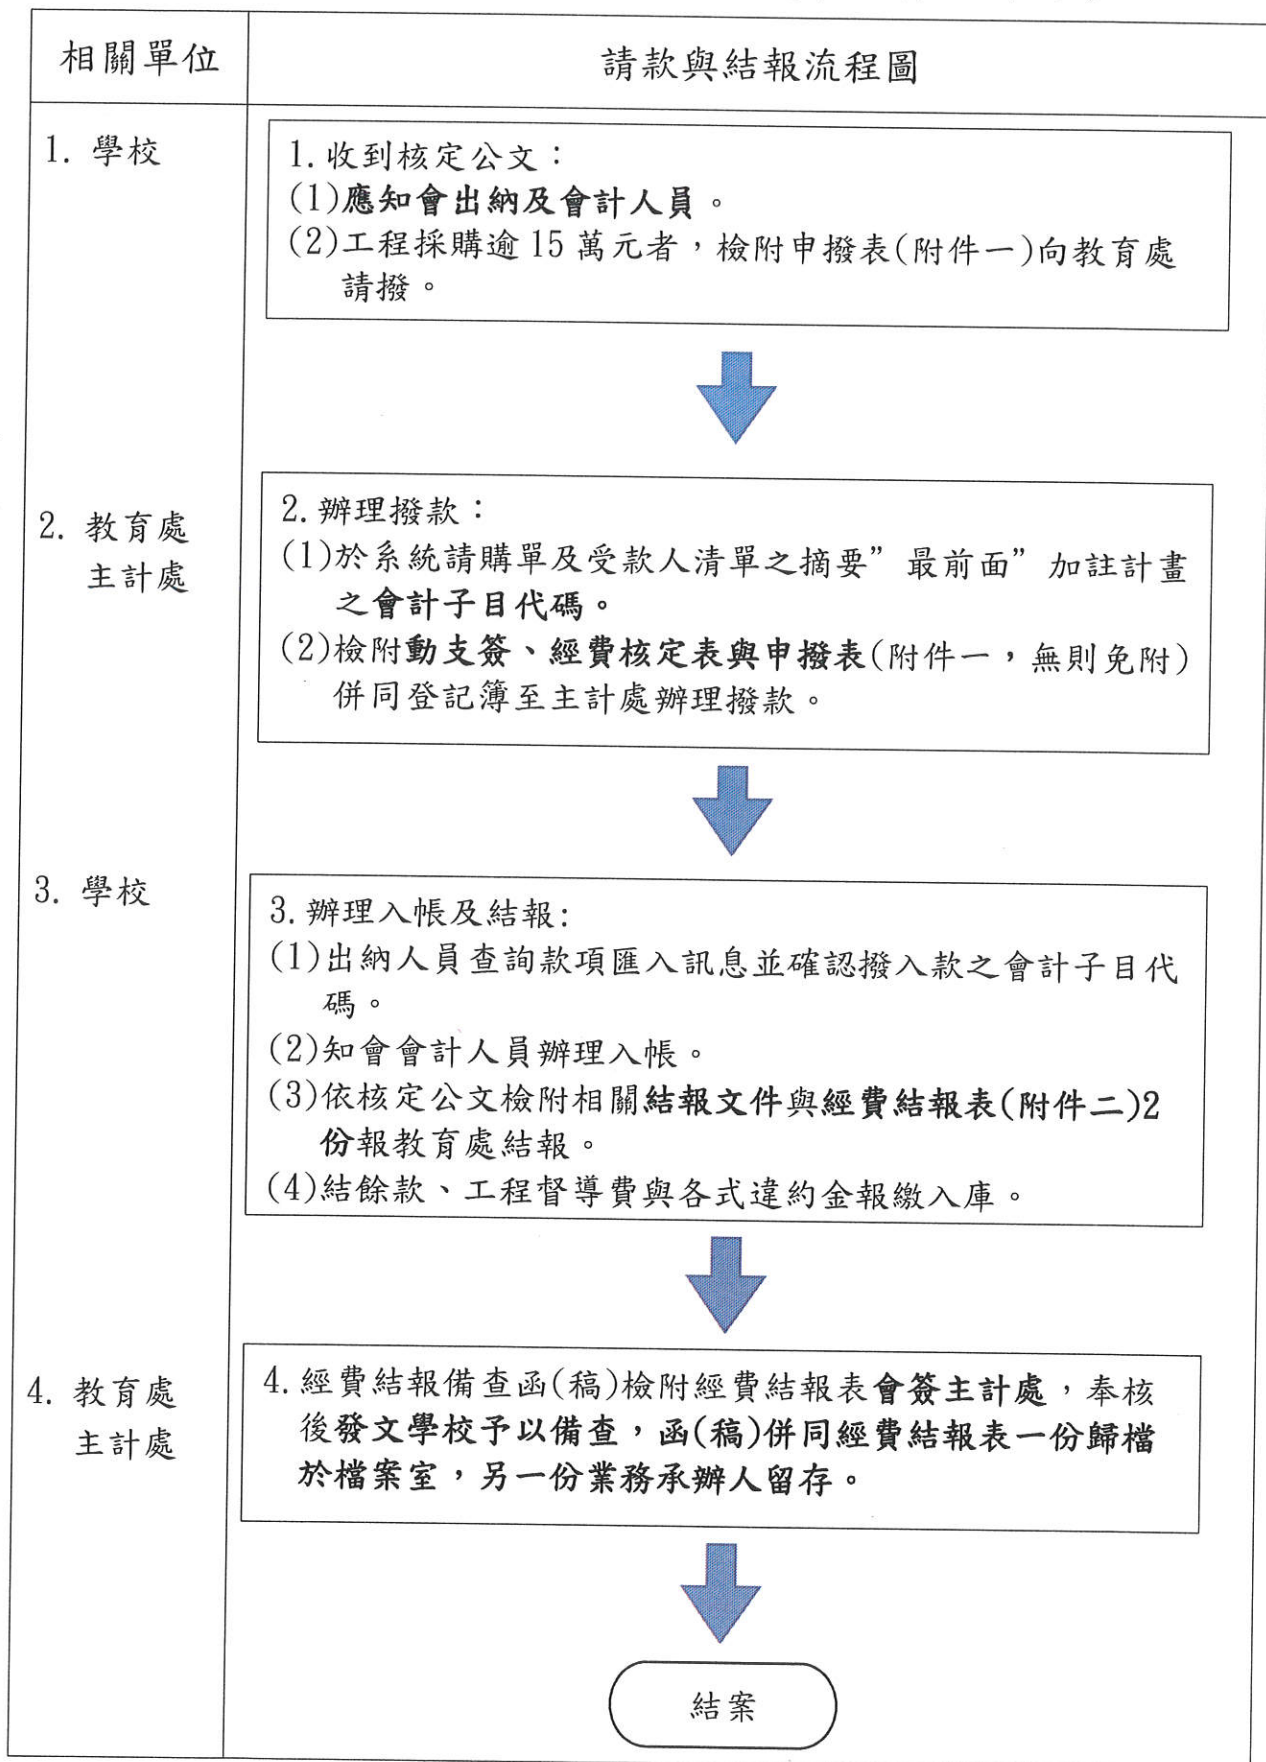 相關單位
請款與結報流程圖
1. 學校
1.收到核定公文：
(1)應知會出納及會計人員。
(2)工程採購逾15萬元者，檢附申撥表(附件一)向教育處
請撥。
2. 教育處
主計處
2.辦理撥款：
(1)於系統請購單及受款人清單之摘要”最前面”加註計畫
之會計子目代碼。
(2)檢附動支簽、經費核定表與申撥表(附件一，無則免附)
併同登記簿至主計處辦理撥款。
3. 學校
3.辦理入帳及結報:
(1)出納人員查詢款項匯入訊息並確認撥入款之會計子目代
碼。
(2)知會會計人員辦理入帳。
(3)依核定公文檢附相關結報文件與經費結報表(附件二)2
份報教育處結報。
(4)結餘款、工程督導費與各式違約金報繳入庫。
4. 教育處
主計處
4.經費結報備查函(稿)檢附經費結報表會簽主計處，奉核
後發文學校予以備查，函(稿)併同經費結報表一份歸檔
於檔案室，另一份業務承辦人留存。
結案